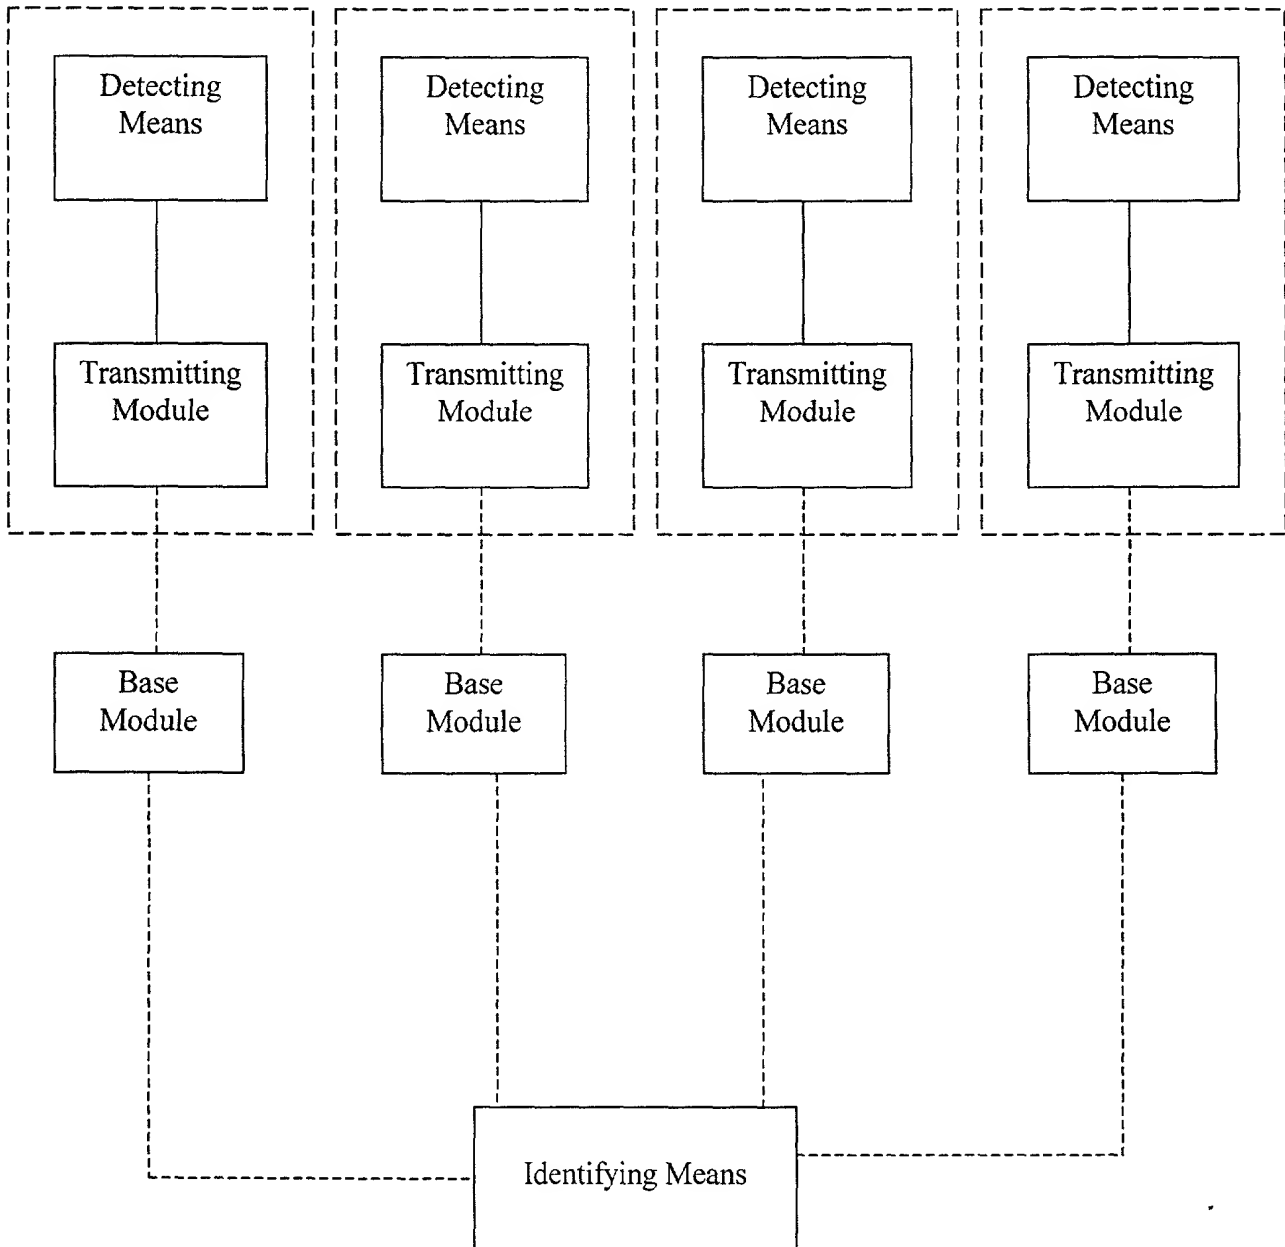 Detecting
Means
Detecting
Means
Detecting
Means
Detecting
Means
Transmitting
Module
Transmitting
Module
Transmitting
Module
Transmitting
Module
Base
Module
Base
Module
Base
Module
Base
Module
Identifying Means